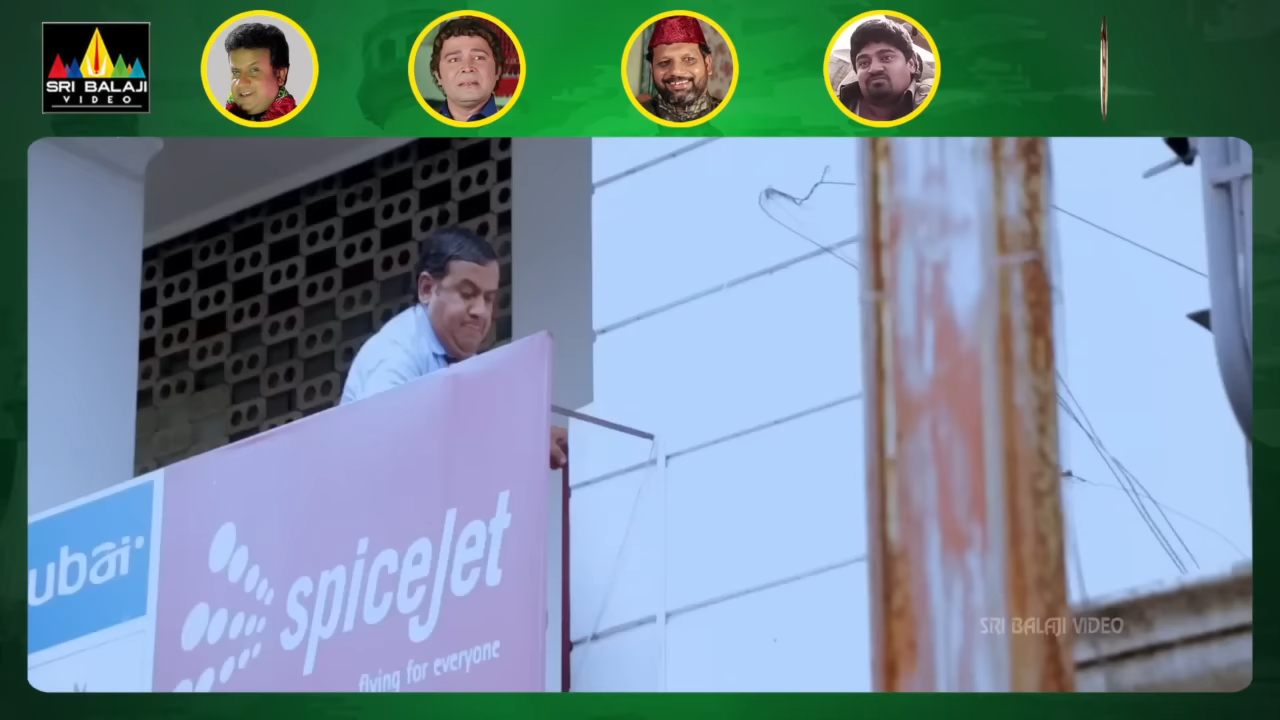 SRI BALAJI
VIDEO
ubai
spiceJet
flying for everyone
SRI BALAJI VIDEO